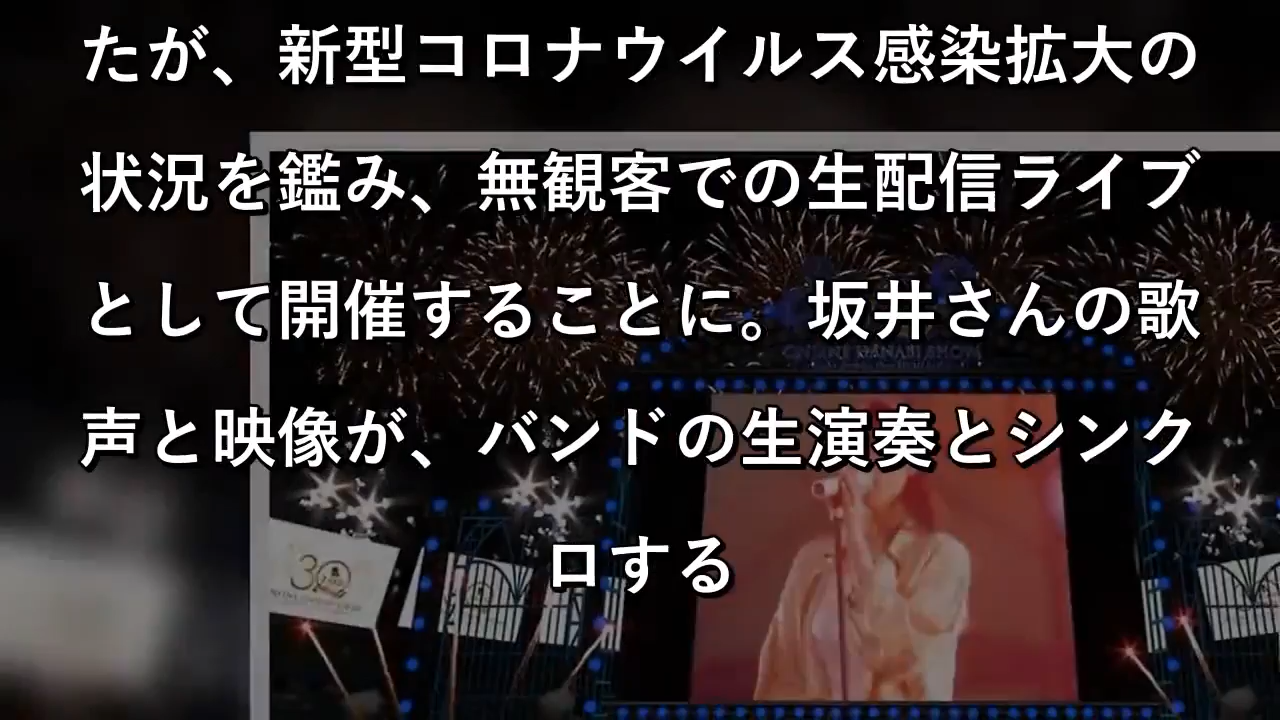 たが、新型コロナウイルス感染拡大の
状況を鑑み、無観客での生配信ライブ
として開催することに。坂井さんの歌
声と映像が、バンドの生演奏とシンク
ロする
30